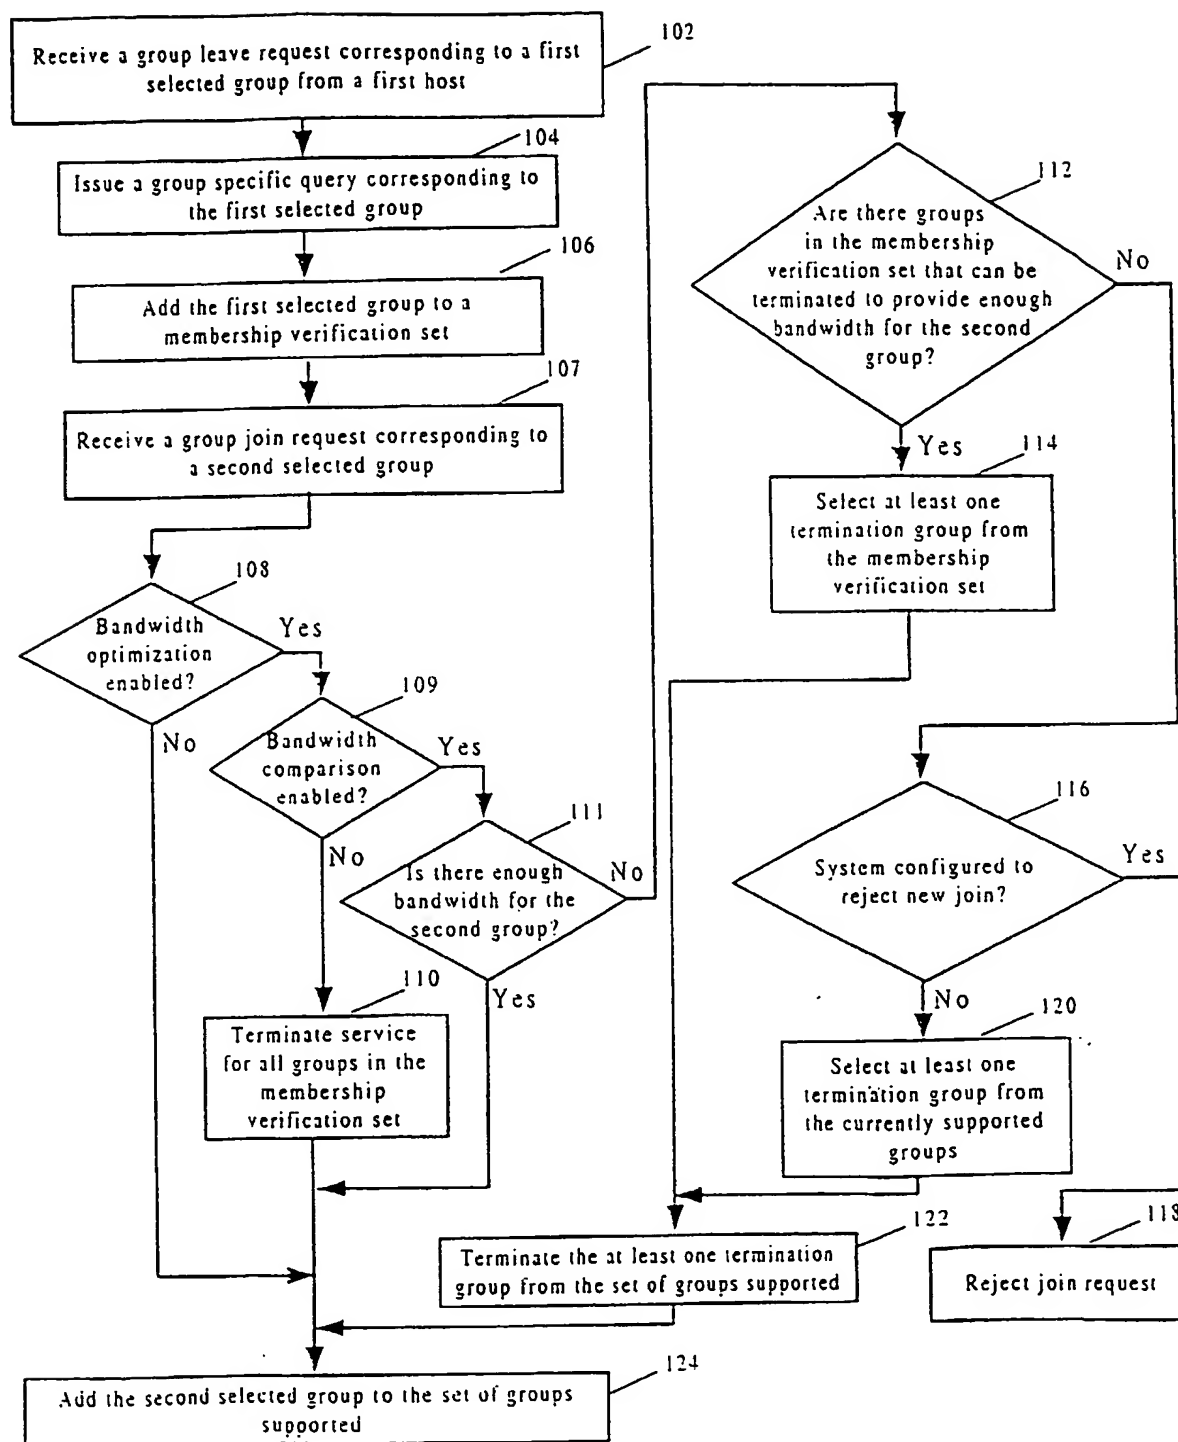 Receive a group leave request corresponding to a first
selected group from a first host
102
104
Issue a group specific query corresponding to
the first selected group
106
Add the first selected group to a
membership verification set
107
Receive a group join request corresponding to
a second selected group
108
Bandwidth
optimization
enabled?
Yes
No
109
Bandwidth
comparison
enabled?
Yes
No
111
Is there enough
bandwidth for the
second group?
No
Yes
110
Terminate service
for all groups in the
membership
verification set
112
Are there groups
in the membership
verification set that can be
terminated to provide enough
bandwidth for the second
group?
No
Yes
114
Select at least one
termination group from
the membership
verification set
116
System configured to
reject new join?
Yes
No
120
Select at least one
termination group from
the currently supported
groups
122
Terminate the at least one termination
group from the set of groups supported
118
Reject join request
124
Add the second selected group to the set of groups
supported